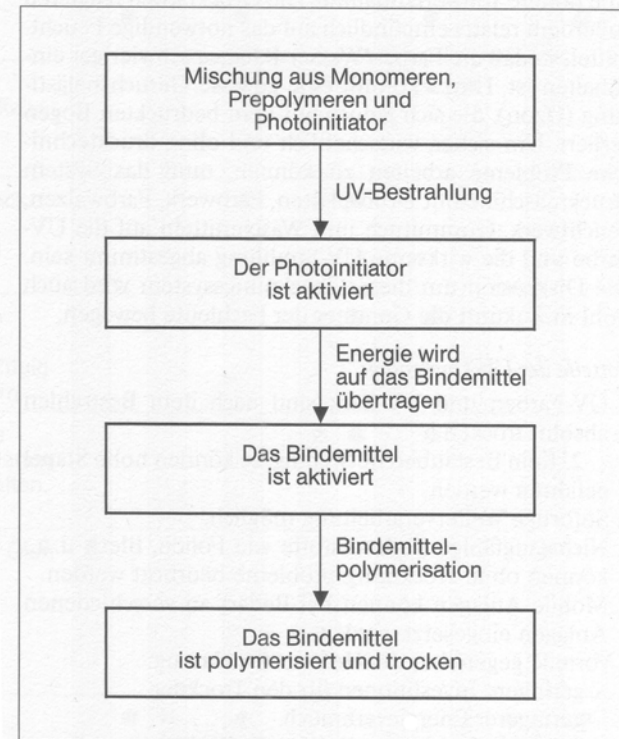 Mischung aus Monomeren,
Prepolymeren und
Photoinitiator
UV-Bestrahlung
Der Photoinitiator
ist aktiviert
Energie wird
auf das Bindemittel
übertragen
Das Bindemittel
ist aktiviert
Bindemittel-
polymerisation
Das Bindemittel
ist polymerisiert und trocken